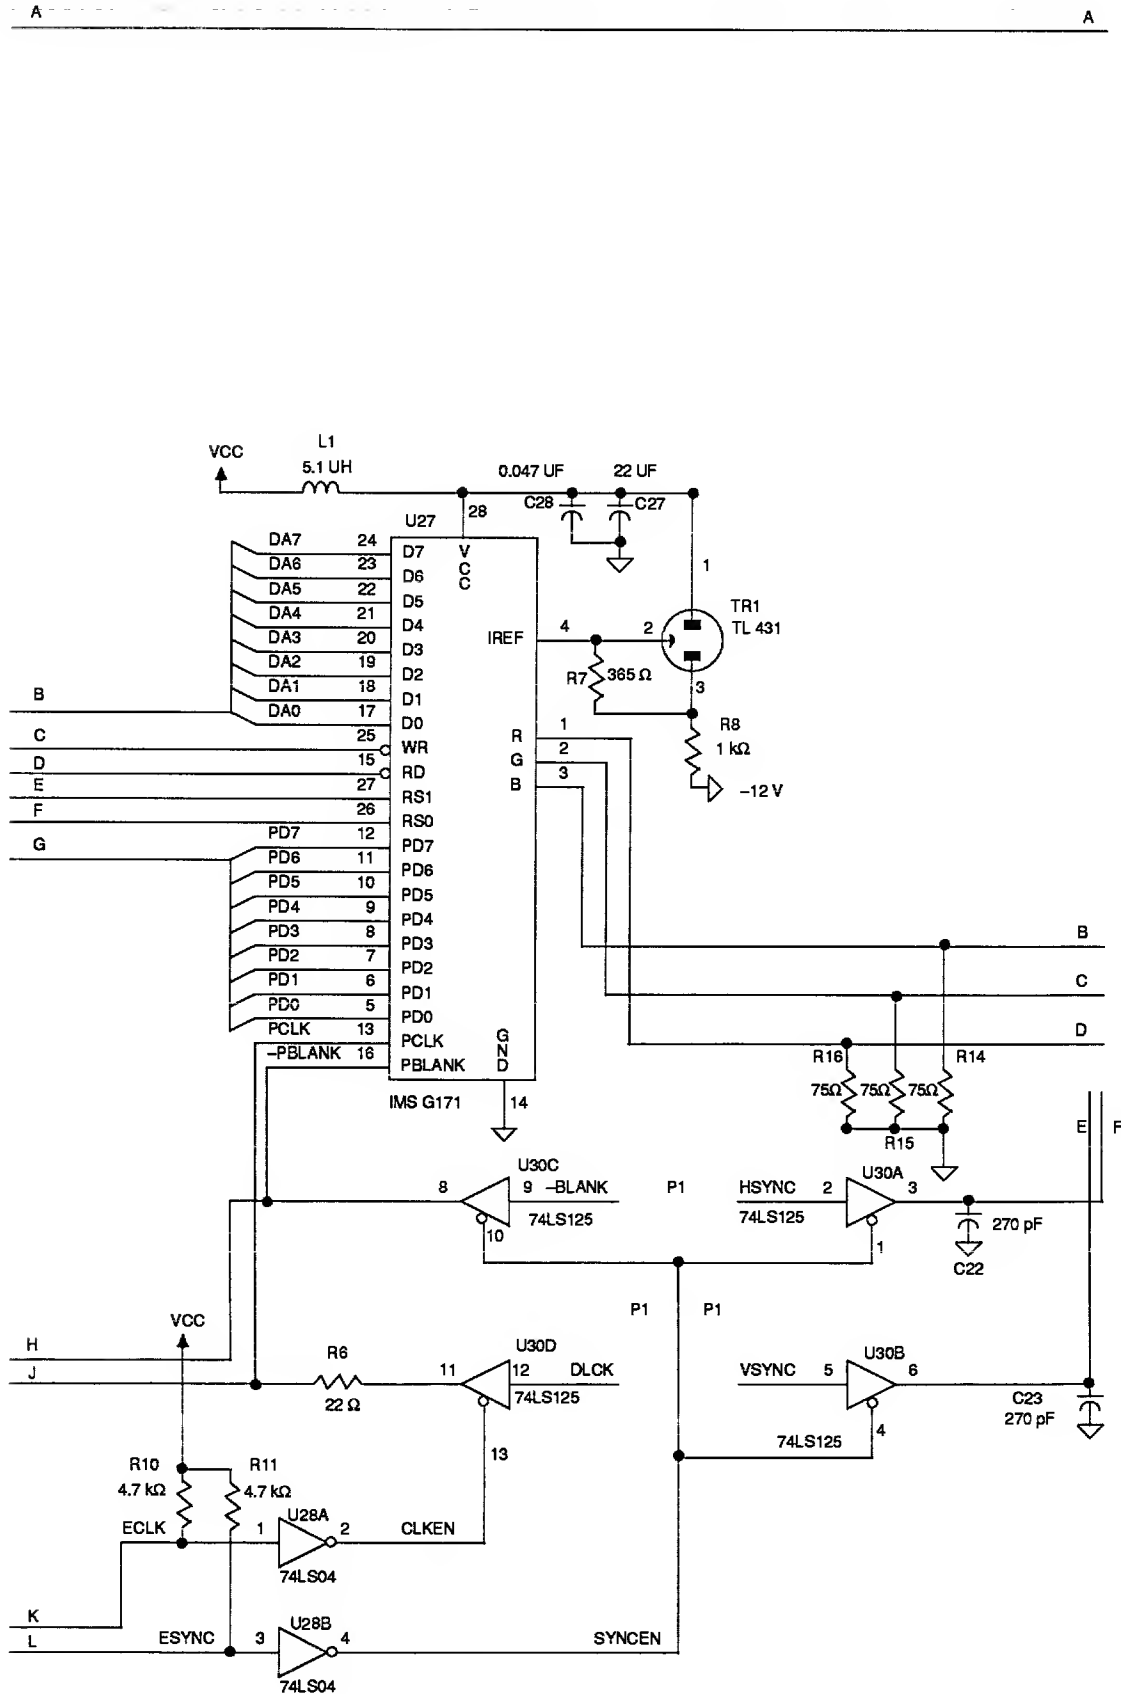 A A
L1
VCC
5.1 UH
0.047 UF 22 UF
C28 C27
28
U27
DA7 24 D7 V
C
C
DA6 23 D6
DA5 22 D5
1
DA4 21 D4
TR1
TL 431
DA3 20 D3
IREF 4 2
DA2 19 D2
R7 365 Ω
DA1 18 D1
3
B
DA0 17 D0
R8
1 kΩ
C 25 WR
R 1
D 15 RD
G 2
E 27 RS1
B 3
–12 V
F 26 RS0
G
PD7 12 PD7
PD6 11 PD6
PD5 10 PD5
PD4 9 PD4
PD3 8 PD3
B
PD2 7 PD2
PD1 6 PD1
C
PD0 5 PD0
PCLK 13 PCLK
G
N
D
D
–PBLANK 16 PBLANK
R16 R14
75Ω 75Ω 75Ω
IMS G171 14
R15
E F
U30C
8 9 –BLANK
74LS125
10
P1
U30A
HSYNC 2 3
74LS125
1
270 pF
C22
P1 P1
VCC
H
J
R6
22 Ω
U30D
11 12 DLCK
74LS125
13
U30B
VSYNC 5 6
74LS125
4
C23
270 pF
R10 R11
4.7 kΩ 4.7 kΩ
U28A
ECLK 1 2 CLKEN
74LS04
K
U28B
L ESYNC 3 4 SYNCEN
74LS04